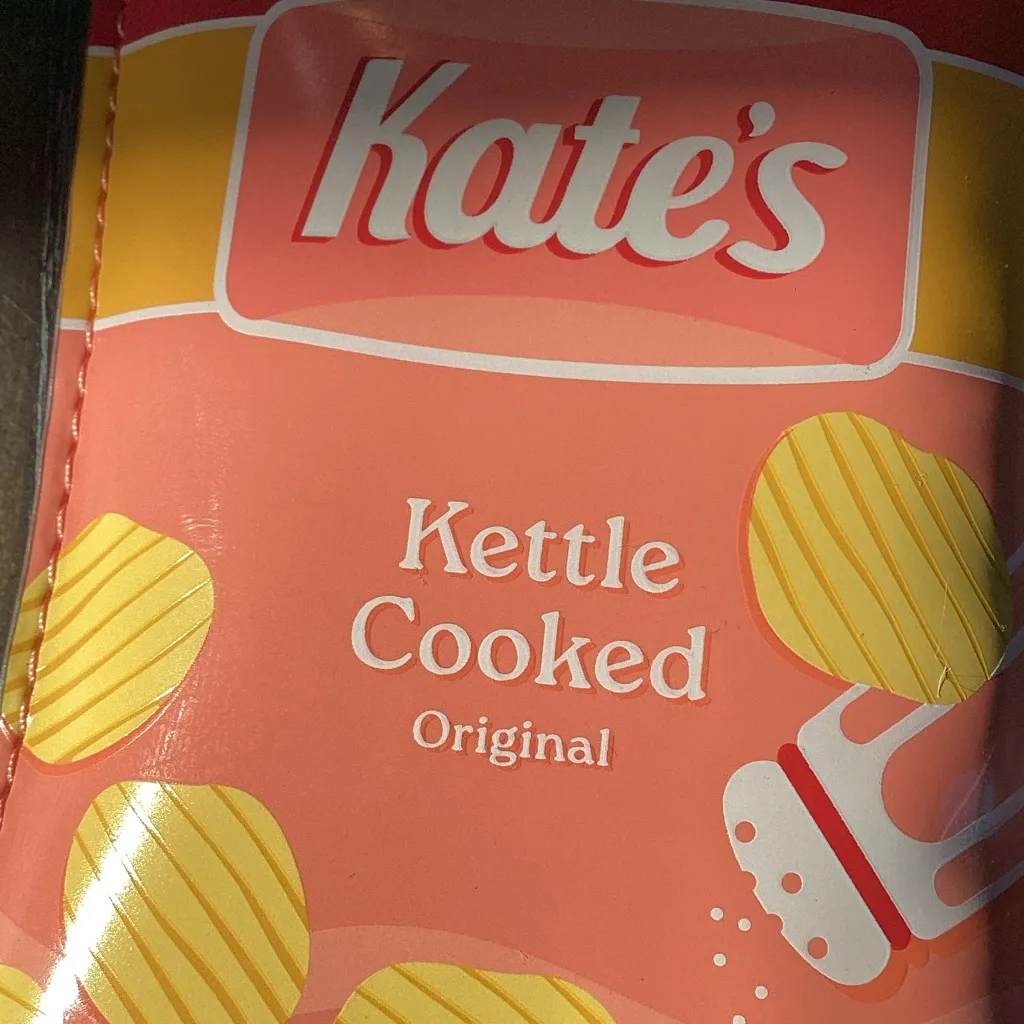 Kate's
Kettle
Cooked
Original